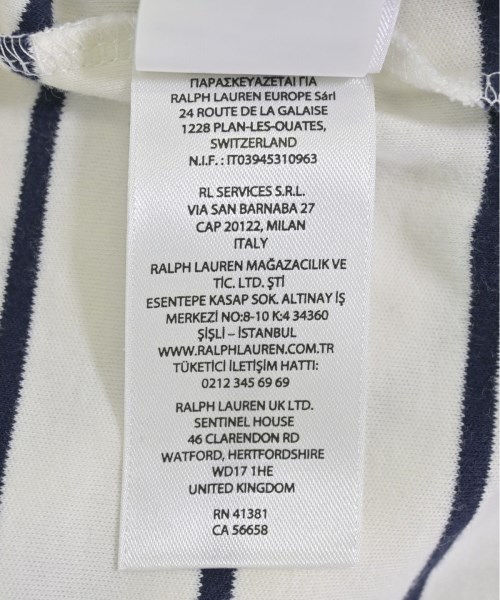 ΠΑΡΑΣΚΕΥΑΖΕΤΑΙ ΓΙΑ
RALPH LAUREN EUROPE Sárl
24 ROUTE DE LA GALAISE
1228 PLAN-LES-OUATES,
SWITZERLAND
N.I.F. : IT03945310963
RL SERVICES S.R.L.
VIA SAN BARNABA 27
CAP 20122, MILAN
ITALY
RALPH LAUREN MAĞAZACILIK VE
TİC. LTD. ŞTİ
ESENTEPE KASAP SOK. ALTINAY İŞ
MERKEZİ NO:8-10 K:4 34360
ŞİŞLİ – İSTANBUL
WWW.RALPHLAUREN.COM.TR
TÜKETİCİ İLETİŞİM HATTI:
0212 345 69 69
RALPH LAUREN UK LTD.
SENTINEL HOUSE
46 CLARENDON RD
WATFORD, HERTFORDSHIRE
WD17 1HE
UNITED KINGDOM
RN 41381
CA 56658